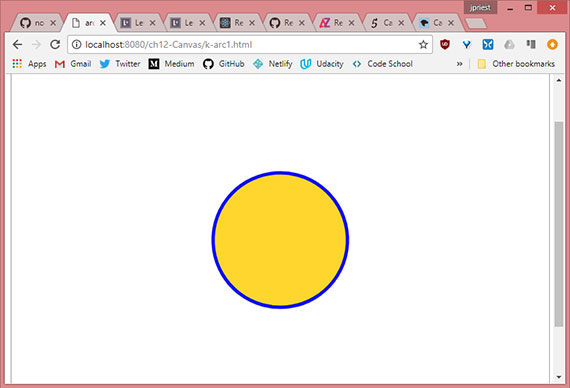 jpriest
no
arc
Le
Le
Re
Re
Re
Ca
Ca
localhost:8080/ch12-Canvas/k-arc1.html
Apps Gmail Twitter Medium GitHub Netlify Udacity <> Code School » Other bookmarks